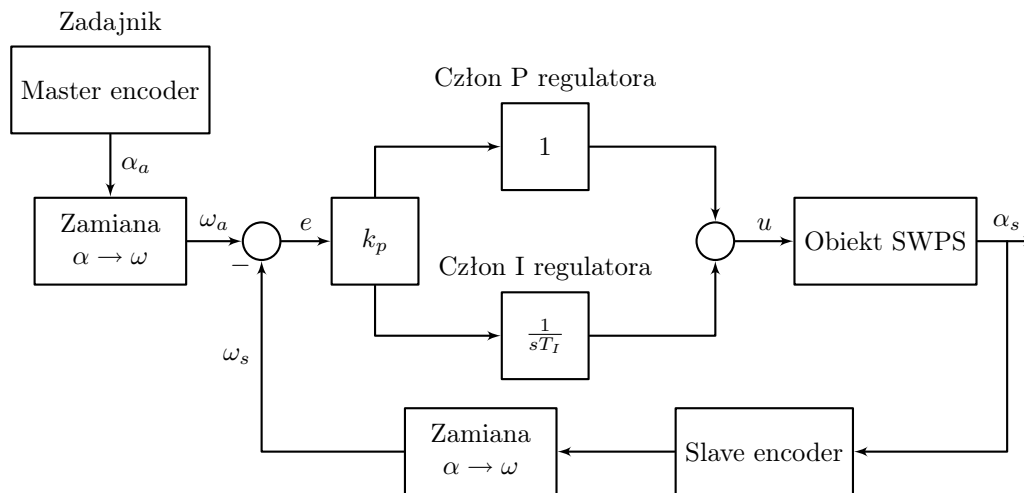 Zadajnik
Master encoder
α_a
Zamiana
α → ω
ω_a
−
e
k_p
Człon P regulatora
1
Człon I regulatora
1/(sT_I)
u
Obiekt SWPS
α_s
ω_s
Zamiana
α → ω
Slave encoder